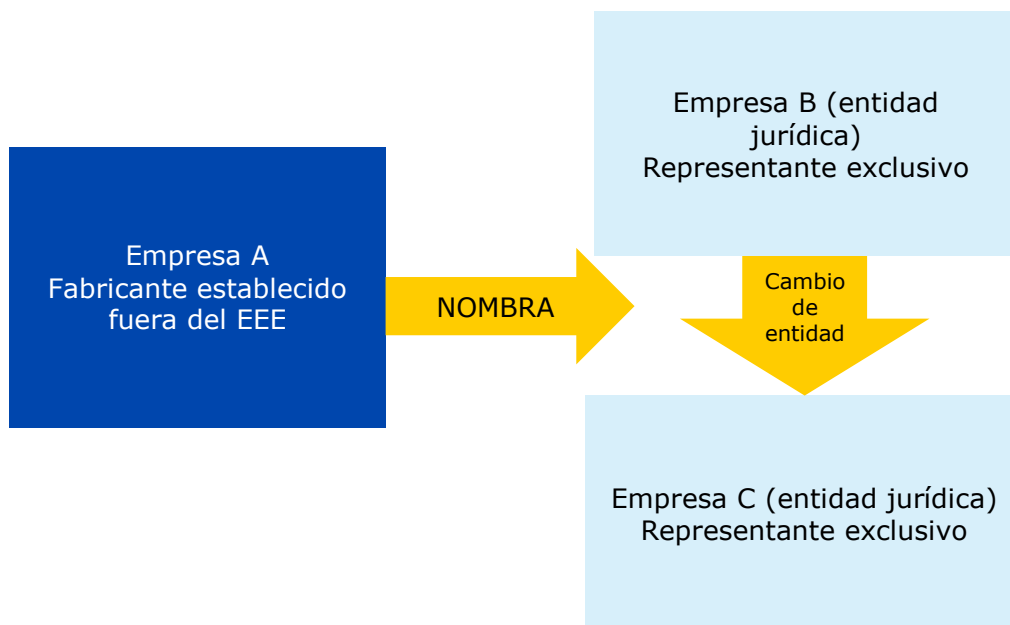 Empresa A
Fabricante establecido
fuera del EEE
NOMBRA
Empresa B (entidad
jurídica)
Representante exclusivo
Cambio
de
entidad
Empresa C (entidad jurídica)
Representante exclusivo